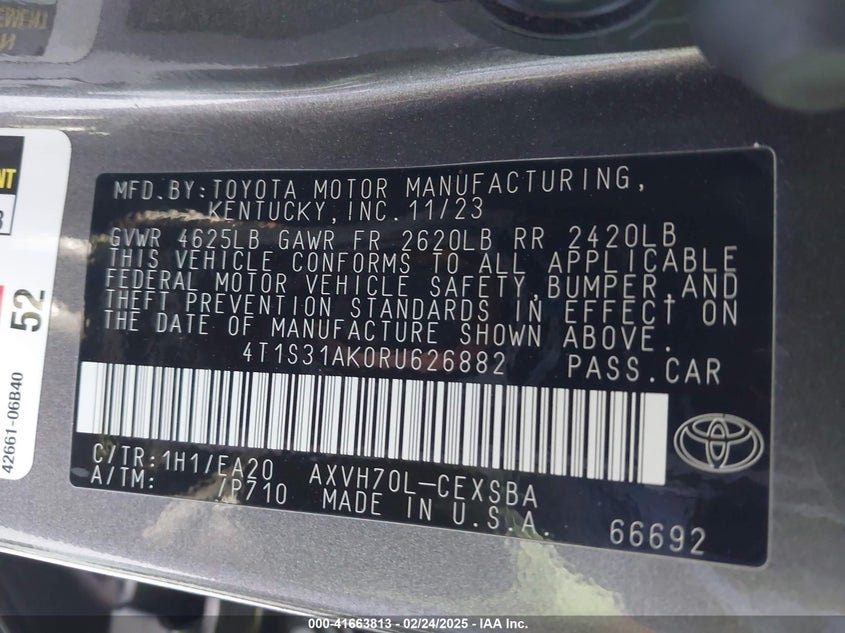 NT
3
52
42661-06B40
MFD.BY:TOYOTA MOTOR MANUFACTURING,
KENTUCKY,INC.11/23
GVWR 4625LB GAWR FR 2620LB RR 2420LB
THIS VEHICLE CONFORMS TO ALL APPLICABLE
FEDERAL MOTOR VEHICLE SAFETY,BUMPER,AND
THEFT PREVENTION STANDARDS IN EFFECT ON
THE DATE OF MANUFACTURE SHOWN ABOVE.
4T1S31AK0RU626882 PASS.CAR
C/TR:1H1/EA20 AXVH70L-CEXSBA
A/TM: /P710 MADE IN U.S.A.
66692
000-41663813 - 02/24/2025 - IAA Inc.